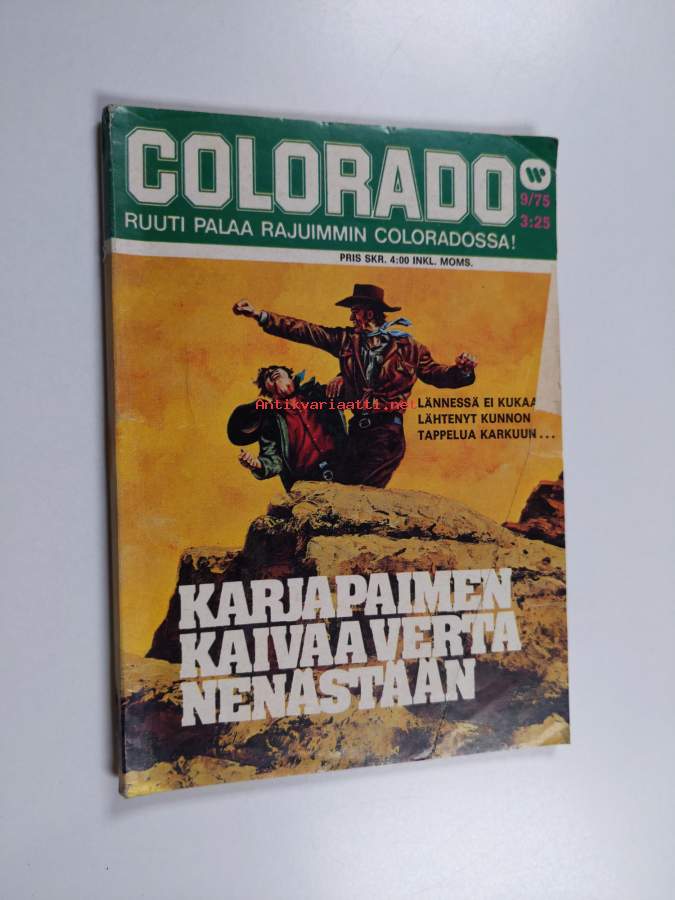 COLORADO
9/75
3:25
RUUTI PALAA RAJUIMMIN COLORADOSSA!
PRIS SKR. 4:00 INKL. MOMS.
LÄNNESSÄ EI KUKAA
LÄHTENYT KUNNON
TAPPELUA KARKUUN...
Antikvariaatti.net
KARJAPAIMEN
KAIVAA VERTA
NENÄSTÄÄN